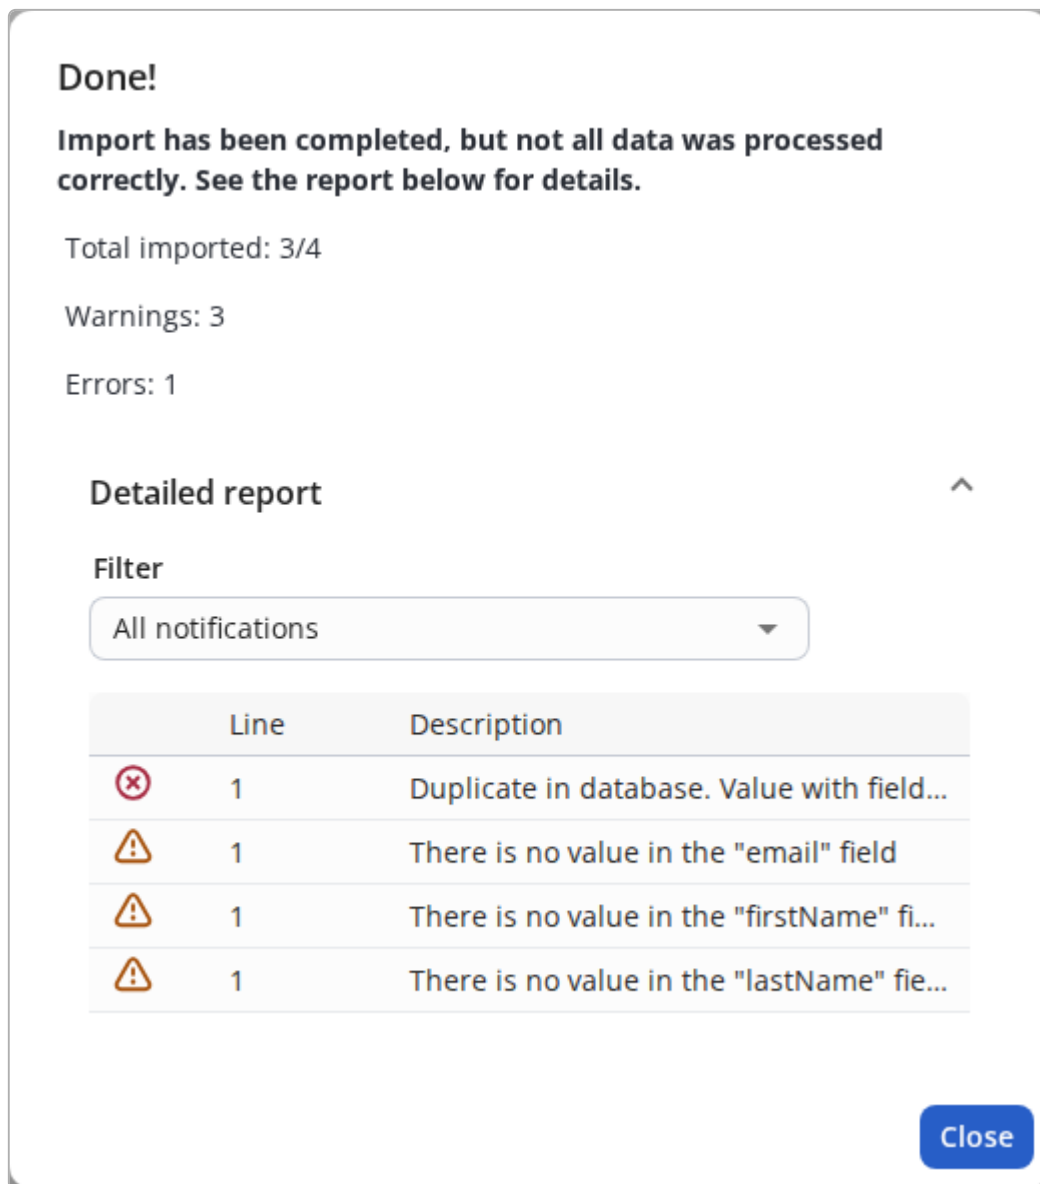 Done!
Import has been completed, but not all data was processed
correctly. See the report below for details.
Total imported: 3/4
Warnings: 3
Errors: 1
Detailed report
Filter
All notifications
Line Description
1 Duplicate in database. Value with field...
1 There is no value in the "email" field
1 There is no value in the "firstName" fi...
1 There is no value in the "lastName" fie...
Close